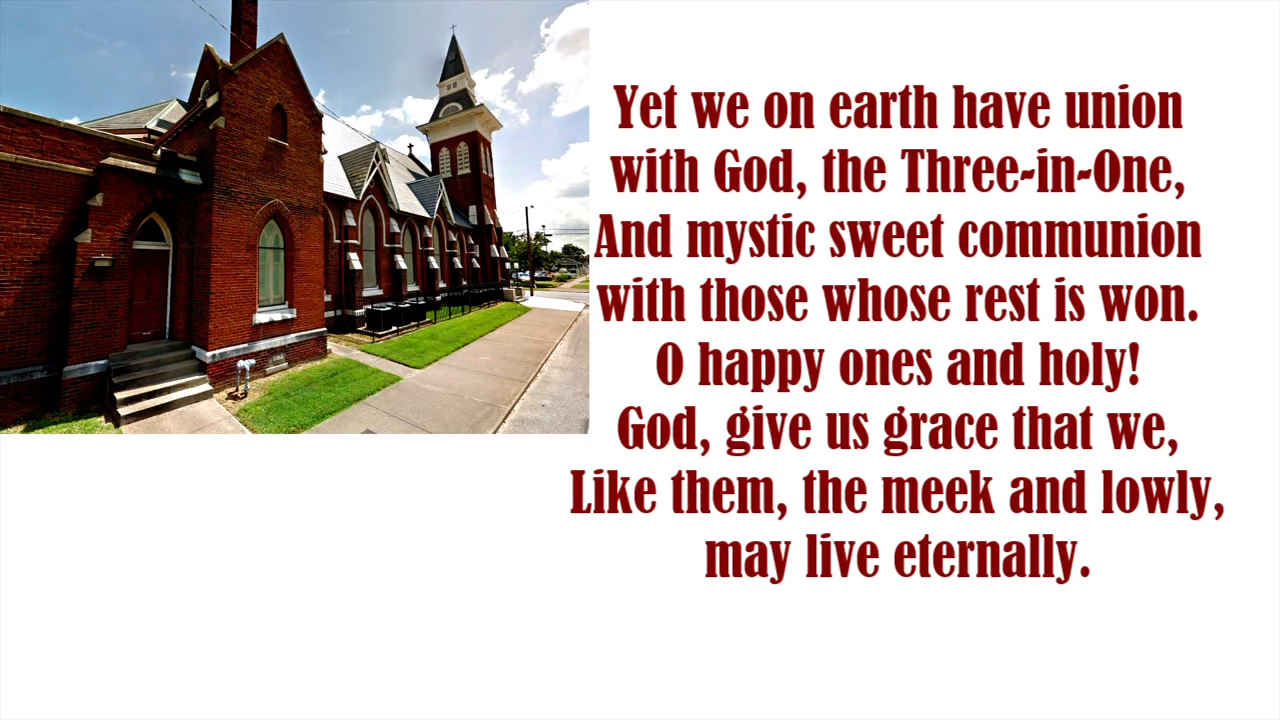 Yet we on earth have union
with God, the Three-in-One,
And mystic sweet communion
with those whose rest is won.
O happy ones and holy!
God, give us grace that we,
Like them, the meek and lowly,
may live eternally.